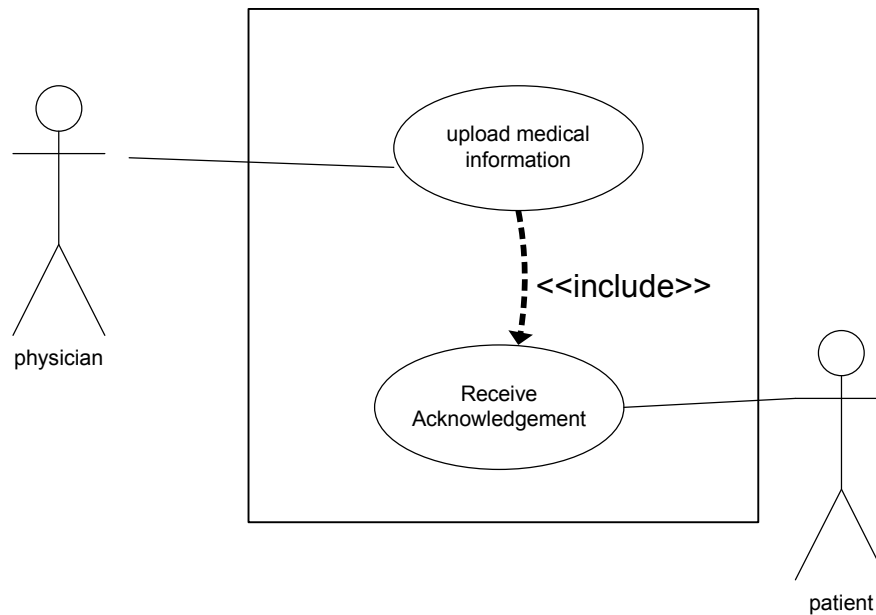 upload medical
information
<<include>>
physician
Receive
Acknowledgement
patient